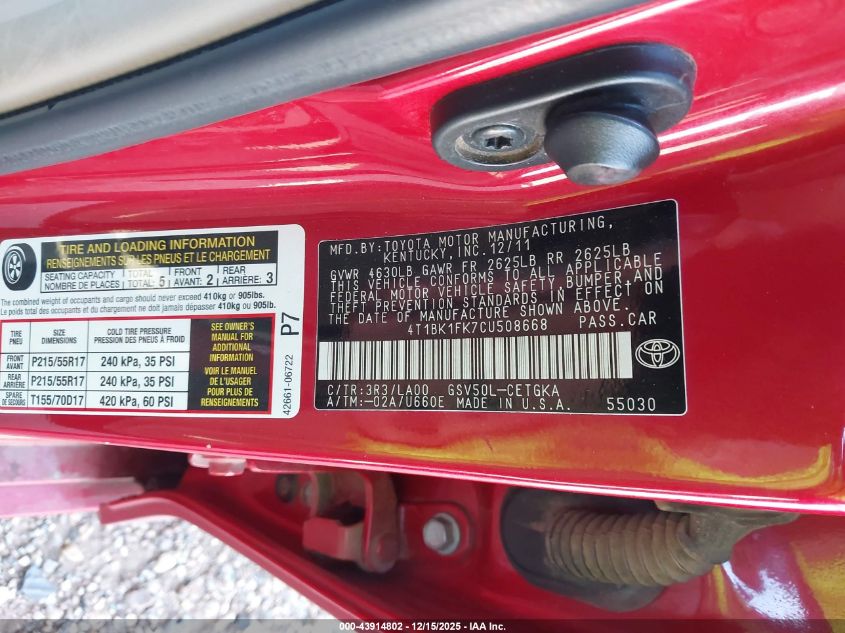 TIRE AND LOADING INFORMATION
RENSEIGNEMENTS SUR LES PNEUS ET LE CHARGEMENT
SEATING CAPACITY TOTAL FRONT REAR
NOMBRE DE PLACES TOTAL: 5 AVANT: 2 ARRIÈRE: 3
The combined weight of occupants and cargo should never exceed 410kg or 905lbs.
Le poids total des occupants et du chargement ne doit jamais dépasser 410kg ou 905lb.
TIRE SIZE COLD TIRE PRESSURE
PNEU DIMENSIONS PRESSION DES PNEUS À FROID
FRONT AVANT P215/55R17 240 kPa, 35 PSI
REAR ARRIÈRE P215/55R17 240 kPa, 35 PSI
SPARE DE SECOURS T155/70D17 420 kPa, 60 PSI
SEE OWNER'S
MANUAL FOR
ADDITIONAL
INFORMATION
VOIR LE MANUEL
DE L'USAGER
POUR PLUS DE
RENSEIGNEMENTS
42661-06722 P7
MFD.BY:TOYOTA MOTOR MANUFACTURING,
KENTUCKY,INC.12/11
GVWR 4630LB GAWR FR 2625LB RR 2625LB
THIS VEHICLE CONFORMS TO ALL APPLICABLE
FEDERAL MOTOR VEHICLE SAFETY,BUMPER,AND
THEFT PREVENTION STANDARDS IN EFFECT ON
THE DATE OF MANUFACTURE SHOWN ABOVE.
4T1BK1FK7CU508668 PASS.CAR
TOYOTA
C/TR:3R3/LA00 GSV50L-CETGKA
A/TM:-02A/U660E MADE IN U.S.A. 55030
000-43914802 - 12/15/2025 - IAA Inc.